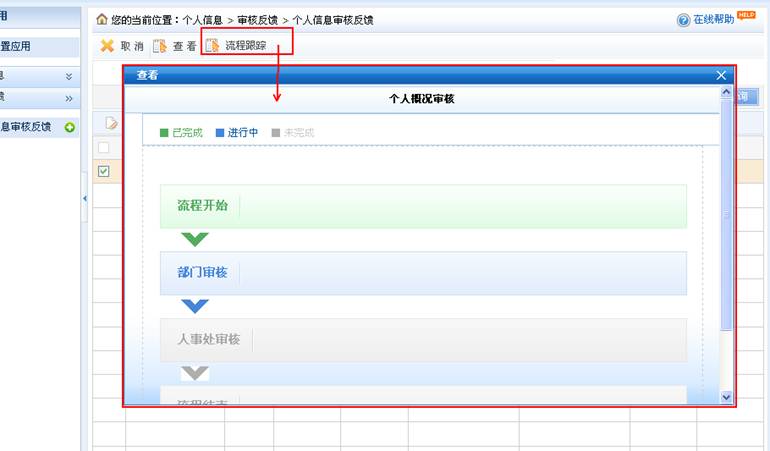 用
您的当前位置：个人信息 > 审核反馈 > 个人信息审核反馈
在线帮助 HELP
置应用
取消 查看 流程跟踪
息
查看
个人概况审核
馈
询
息审核反馈
已完成 进行中 未完成
流程开始
部门审核
人事处审核
流程结束